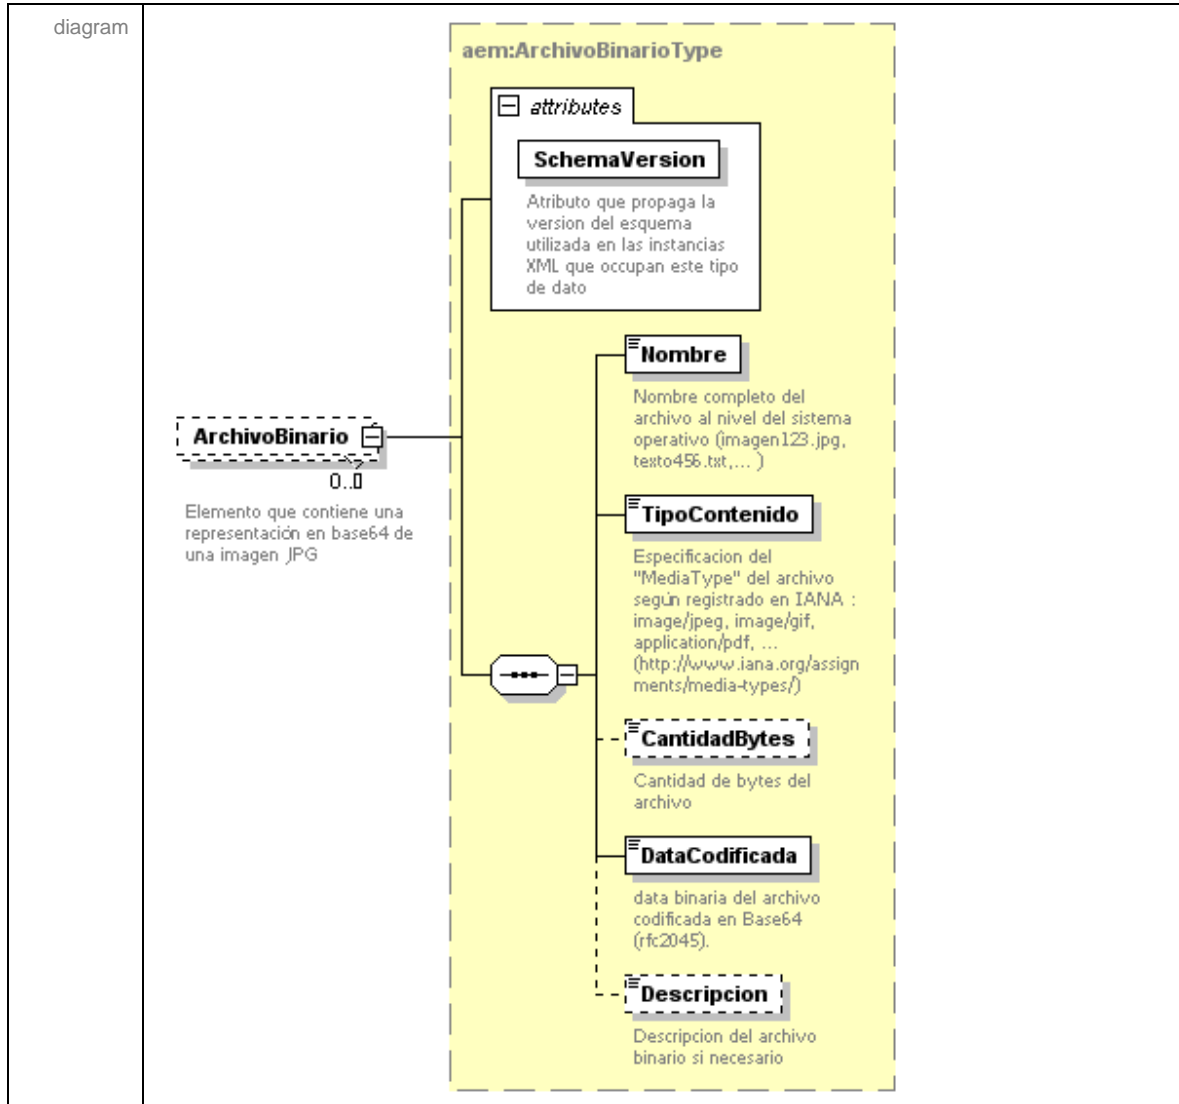 diagram
aem:ArchivoBinarioType
attributes
SchemaVersion
Atributo que propaga la
version del esquema
utilizada en las instancias
XML que occupan este tipo
de dato
ArchivoBinario
0..
Elemento que contiene una
representación en base64 de
una imagen JPG
Nombre
Nombre completo del
archivo al nivel del sistema
operativo (imagen123.jpg,
texto456.txt,... )
TipoContenido
Especificacion del
"MediaType" del archivo
según registrado en IANA :
image/jpeg, image/gif,
application/pdf, ...
(http://www.iana.org/assign
ments/media-types/)
CantidadBytes
Cantidad de bytes del
archivo
DataCodificada
data binaria del archivo
codificada en Base64
(rfc2045).
Descripcion
Descripcion del archivo
binario si necesario